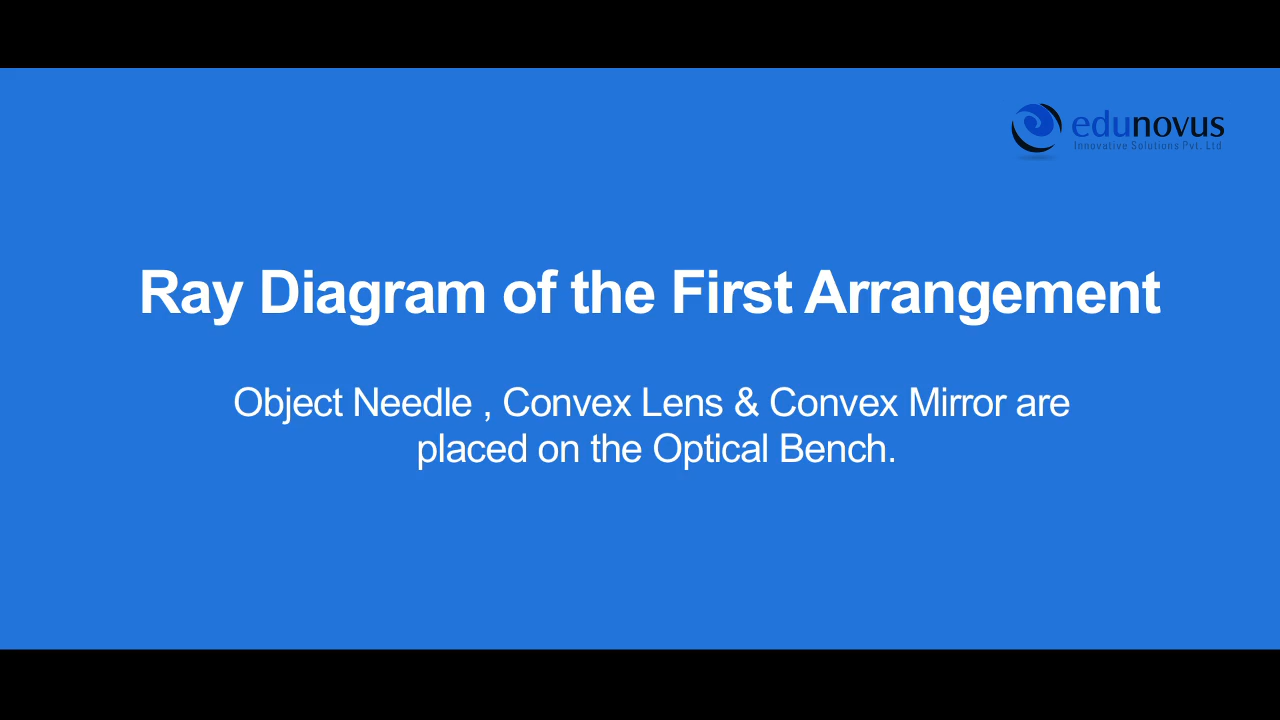 edunovus
Innovative Solutions Pvt. Ltd
Ray Diagram of the First Arrangement
Object Needle , Convex Lens & Convex Mirror are
placed on the Optical Bench.